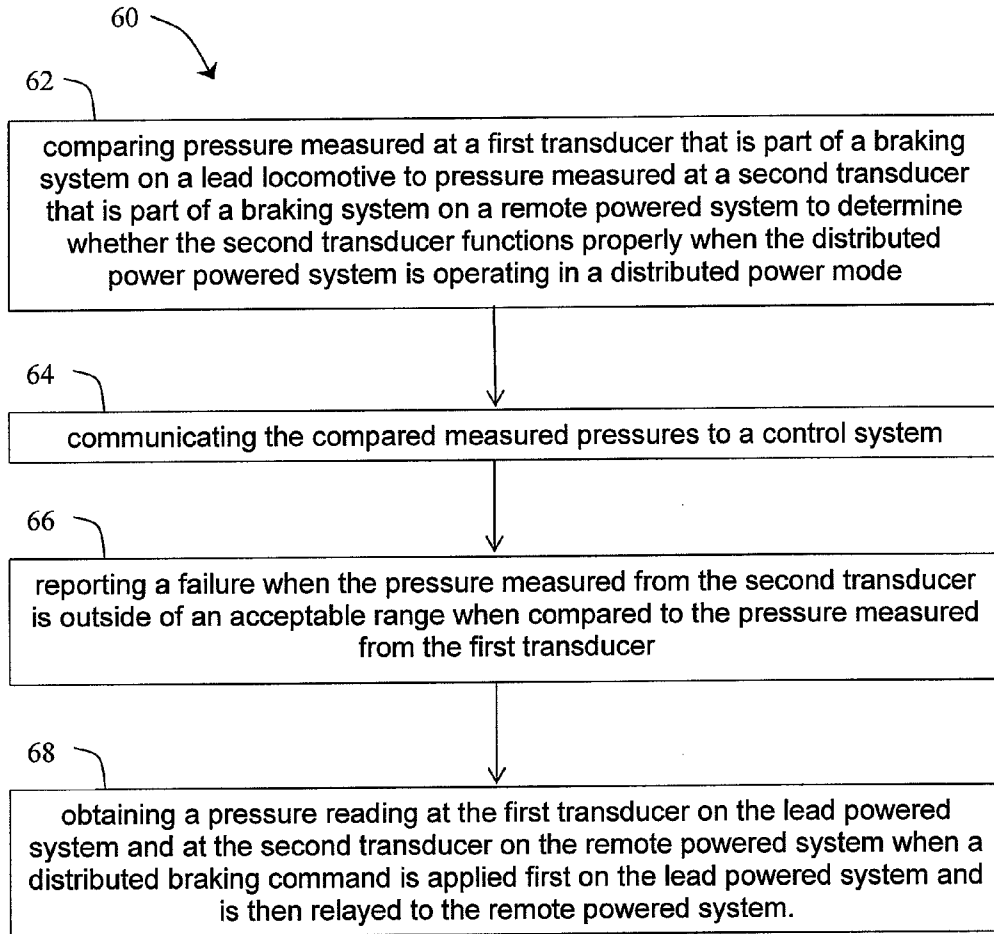 60
62
comparing pressure measured at a first transducer that is part of a braking
system on a lead locomotive to pressure measured at a second transducer
that is part of a braking system on a remote powered system to determine
whether the second transducer functions properly when the distributed
power powered system is operating in a distributed power mode
64
communicating the compared measured pressures to a control system
66
reporting a failure when the pressure measured from the second transducer
is outside of an acceptable range when compared to the pressure measured
from the first transducer
68
obtaining a pressure reading at the first transducer on the lead powered
system and at the second transducer on the remote powered system when a
distributed braking command is applied first on the lead powered system and
is then relayed to the remote powered system.